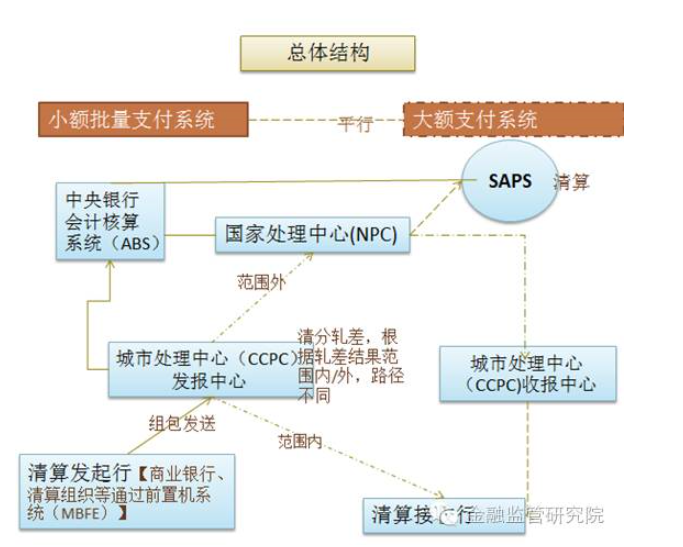 总体结构
小额批量支付系统
平行
大额支付系统
中央银行
会计核算
系统（ABS）
SAPS
清算
国家处理中心(NPC)
范围外
城市处理中心（CCPC)
发报中心
清分轧差，根
据轧差结果范
围内/外，路径
不同
城市处理中心
（CCPC)收报中心
组包发送
范围内
清算发起行【商业银行、
清算组织等通过前置机系
统（MBFE）】
清算接 行
金融监管研究院